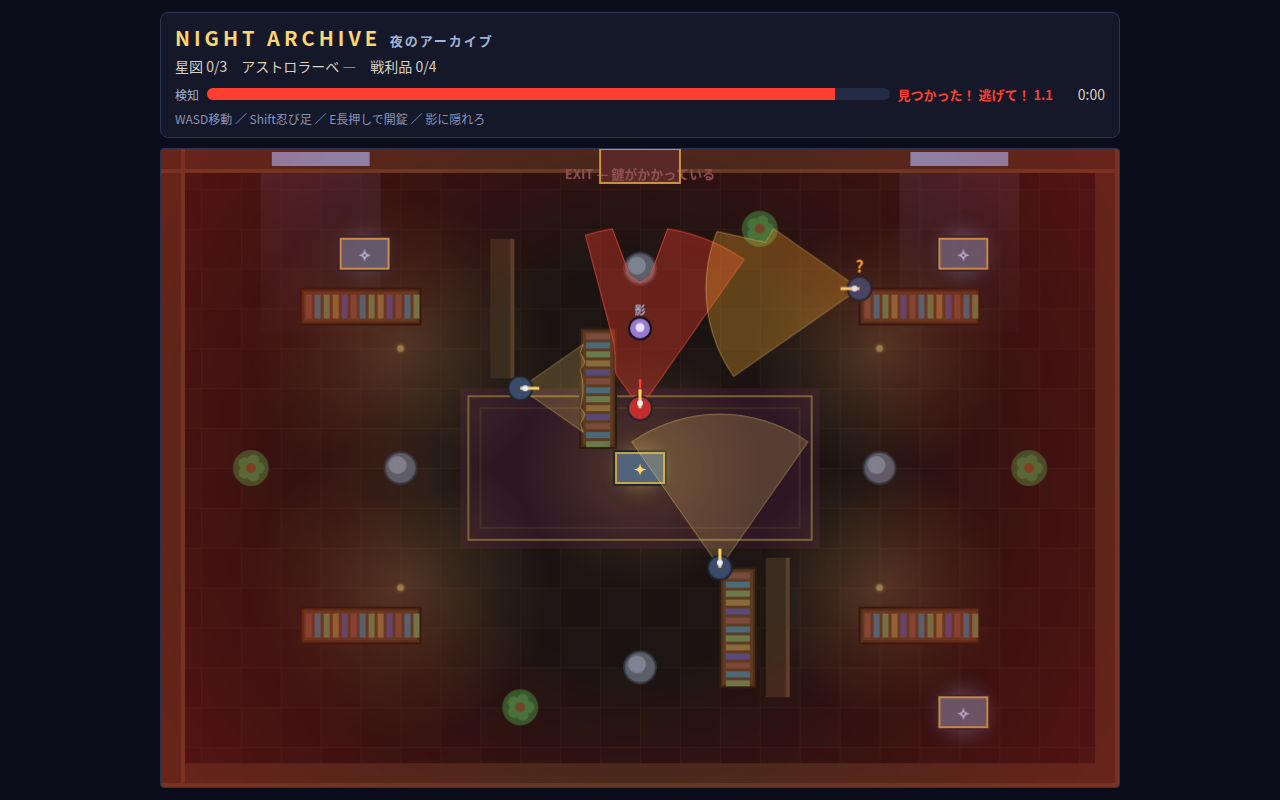 NIGHT ARCHIVE 夜のアーカイブ
星図 0/3 アストロラーベ — 戦利品 0/4
検知 見つかった！ 逃げて！ 1.1 0:00
WASD移動 ／ Shift忍び足 ／ E長押しで開錠 ／ 影に隠れろ
EXIT — 鍵がかかっている
?
影
!